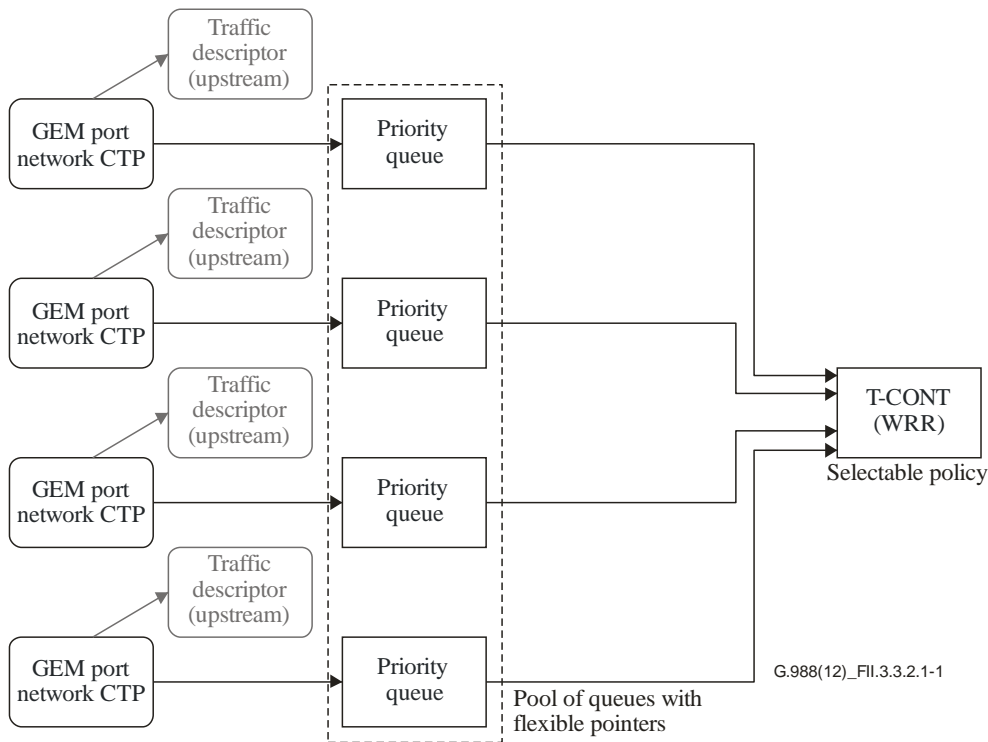 Traffic
descriptor
(upstream)
GEM port
network CTP
Priority
queue
Traffic
descriptor
(upstream)
GEM port
network CTP
Priority
queue
Traffic
descriptor
(upstream)
T-CONT
(WRR)
Selectable policy
GEM port
network CTP
Priority
queue
Traffic
descriptor
(upstream)
GEM port
network CTP
Priority
queue
G.988(12)_FII.3.3.2.1-1
Pool of queues with
flexible pointers